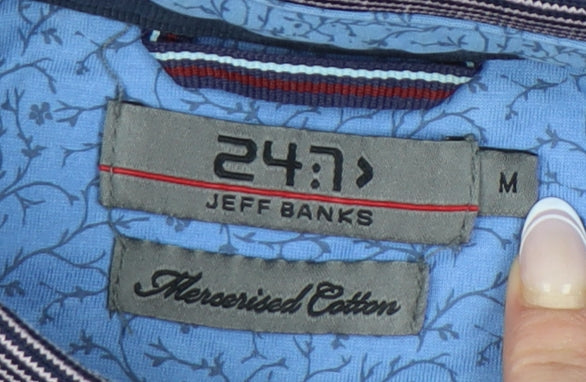 24:7>
JEFF BANKS
M
Mercerised Cotton